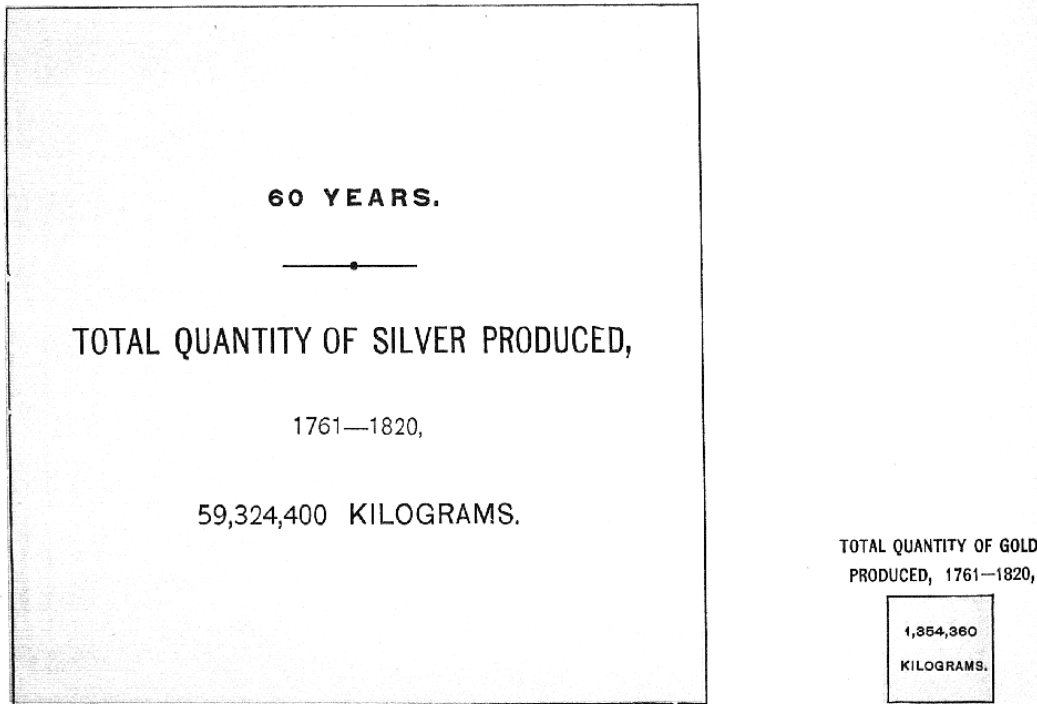 60 YEARS.
TOTAL QUANTITY OF SILVER PRODUCED,
1761—1820,
59,324,400 KILOGRAMS.
TOTAL QUANTITY OF GOLD
PRODUCED, 1761—1820,
1,354,360
KILOGRAMS.